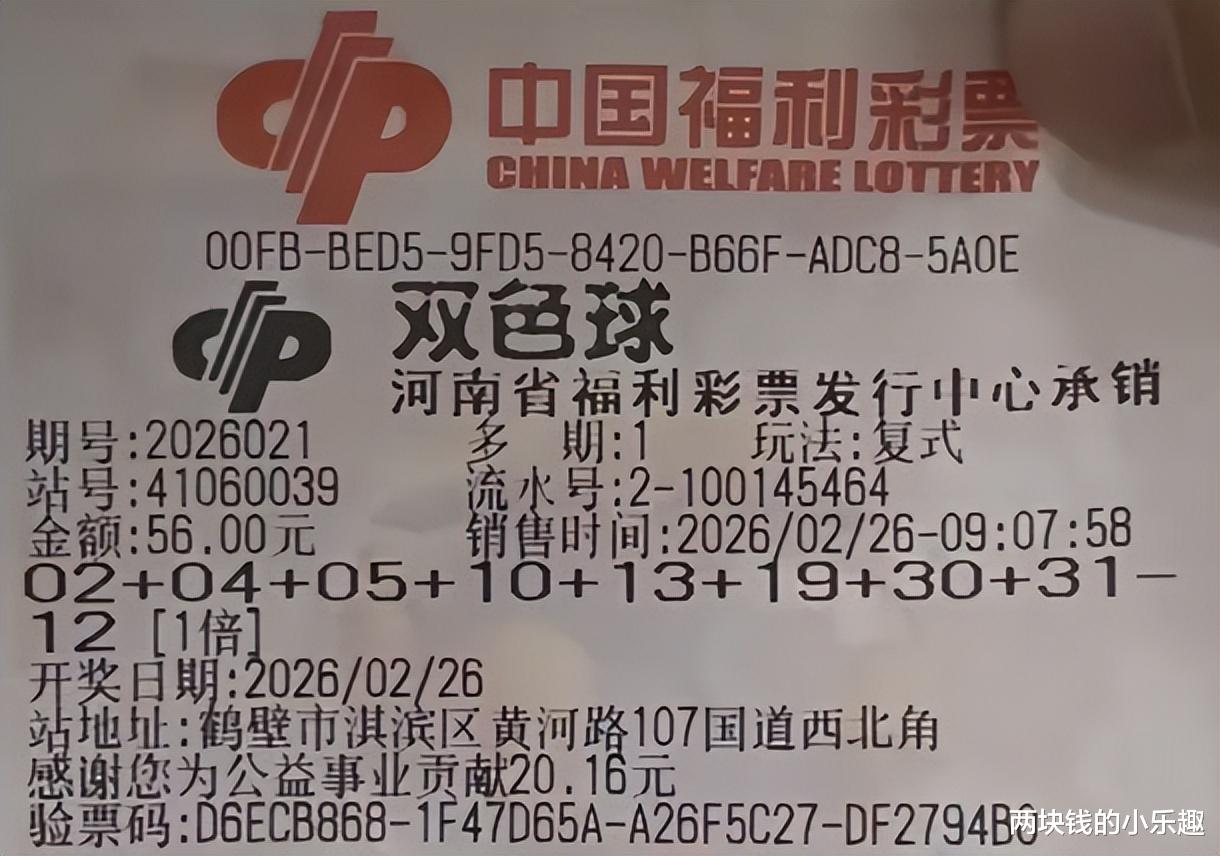 中国福利彩票
CHINA WELFARE LOTTERY
00FB-BED5-9FD5-8420-B66F-ADC8-5A0E
双色球
河南省福利彩票发行中心承销
期号:2026021 多 期:1 玩法:复式
站号:41060039 流水号:2-100145464
金额:56.00元 销售时间:2026/02/26-09:07:58
02+04+05+10+13+19+30+31-
12 [1倍]
开奖日期:2026/02/26
站地址:鹤壁市淇滨区黄河路107国道西北角
感谢您为公益事业贡献20.16元
验票码:D6ECB868-1F47D65A-A26F5C27-DF2794B
两块钱的小乐趣